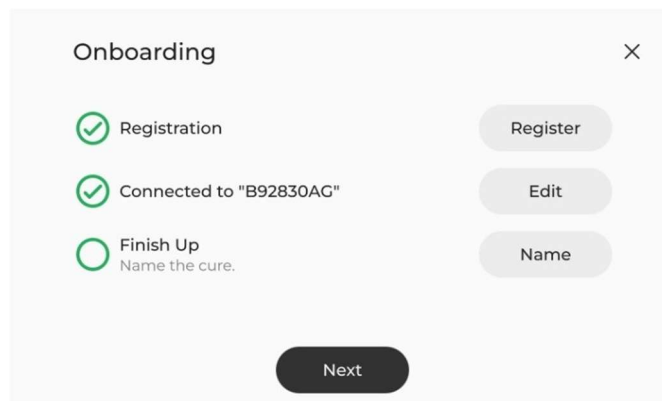 Onboarding
Registration
Register
Connected to "B92830AG"
Edit
Finish Up
Name the cure.
Name
Next